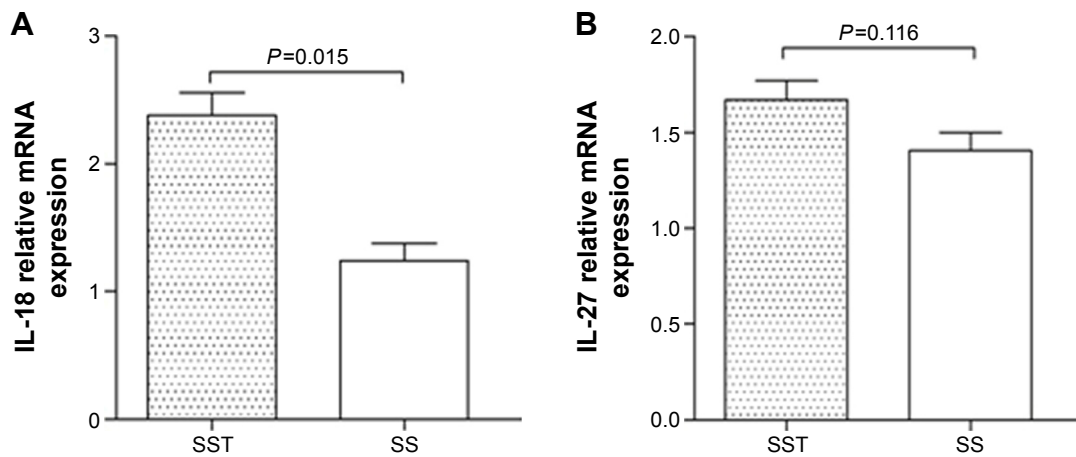 A
IL-18 relative mRNA
expression
3
2
1
0
P=0.015
SST
SS
B
IL-27 relative mRNA
expression
2.0
1.5
1.0
0.5
0.0
P=0.116
SST
SS